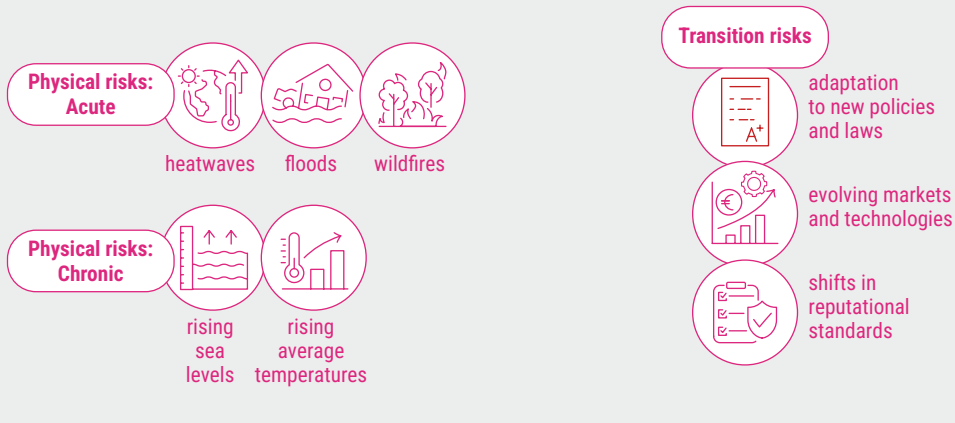 Physical risks:
Acute
heatwaves
floods
wildfires
Physical risks:
Chronic
rising
sea
levels
rising
average
temperatures
Transition risks
A+
adaptation
to new policies
and laws
€
evolving markets
and technologies
shifts in
reputational
standards